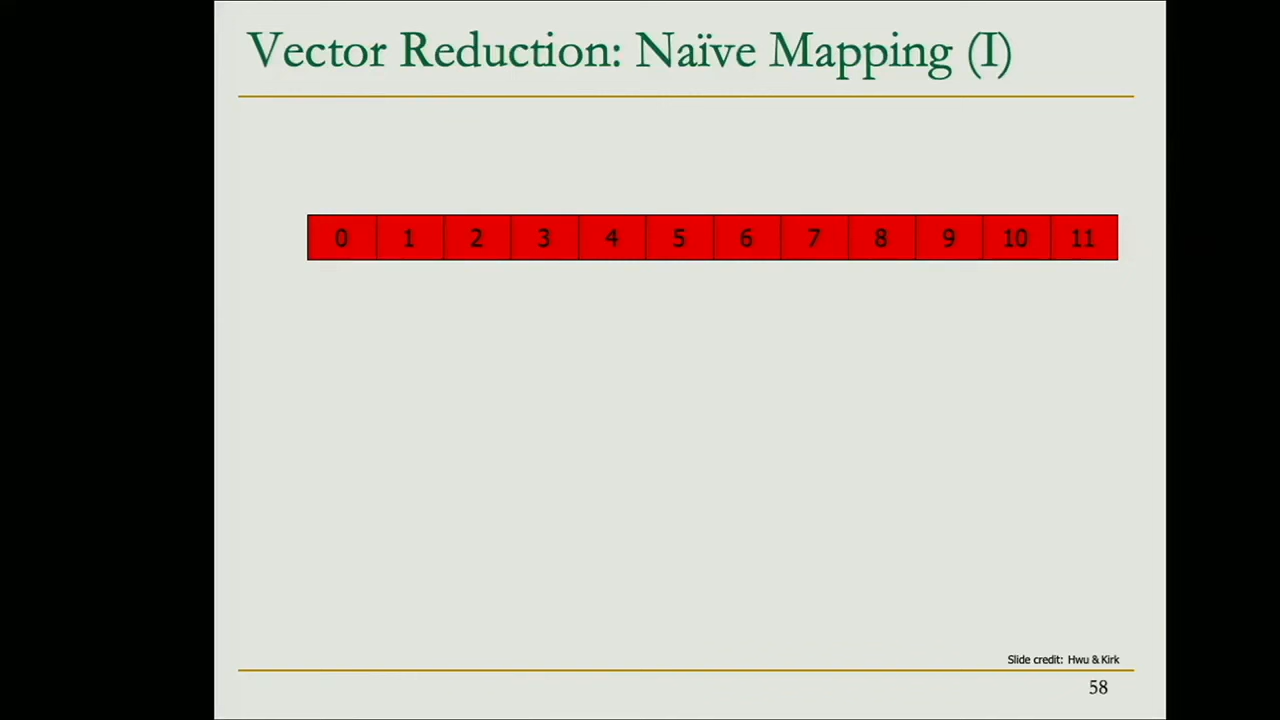 Vector Reduction: Naïve Mapping (I)
0 1 2 3 4 5 6 7 8 9 10 11
Slide credit: Hwu & Kirk
58